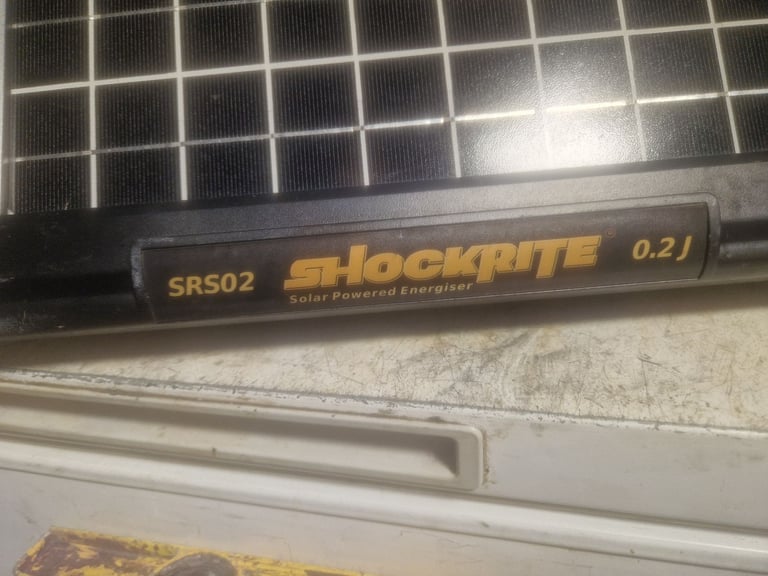 SRS02 SHOCKRITE 0.2 J
Solar Powered Energiser